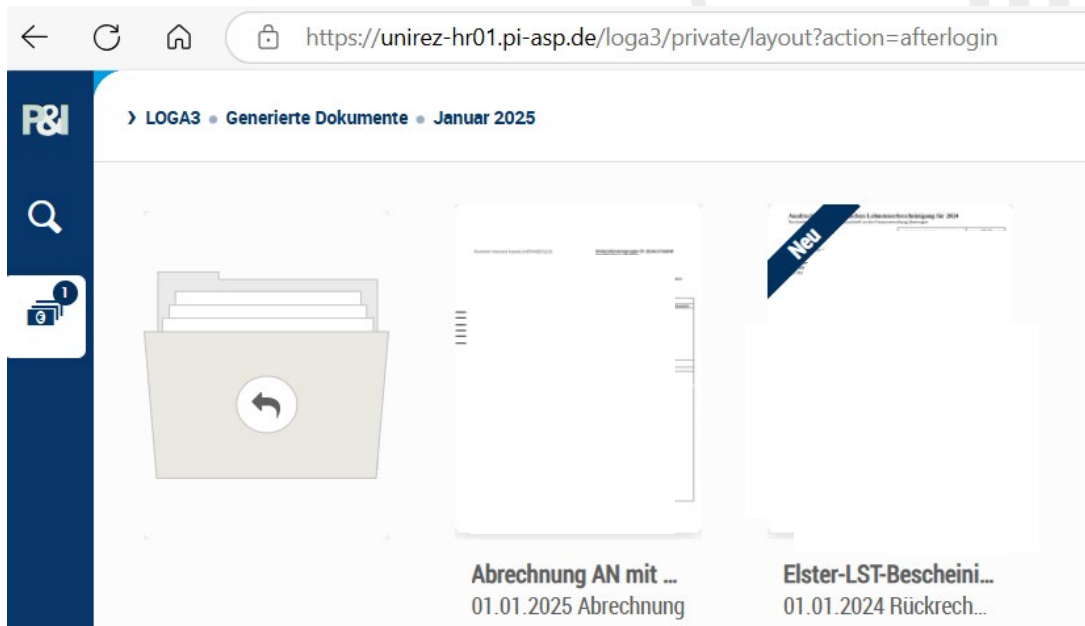 https://unirez-hr01.pi-asp.de/loga3/private/layout?action=afterlogin
P&I
› LOGA3 • Generierte Dokumente • Januar 2025
1
Neu
Abrechnung AN mit ...
01.01.2025 Abrechnung
Elster-LST-Bescheini...
01.01.2024 Rückrech...